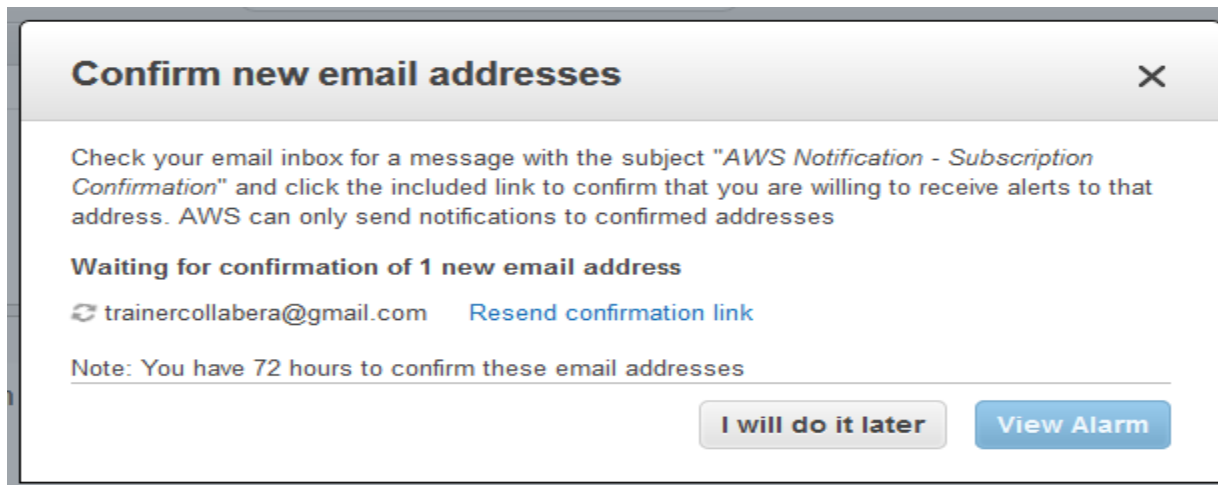 Confirm new email addresses
Check your email inbox for a message with the subject "AWS Notification - Subscription
Confirmation" and click the included link to confirm that you are willing to receive alerts to that
address. AWS can only send notifications to confirmed addresses
Waiting for confirmation of 1 new email address
trainercollabera@gmail.com Resend confirmation link
Note: You have 72 hours to confirm these email addresses
I will do it later View Alarm